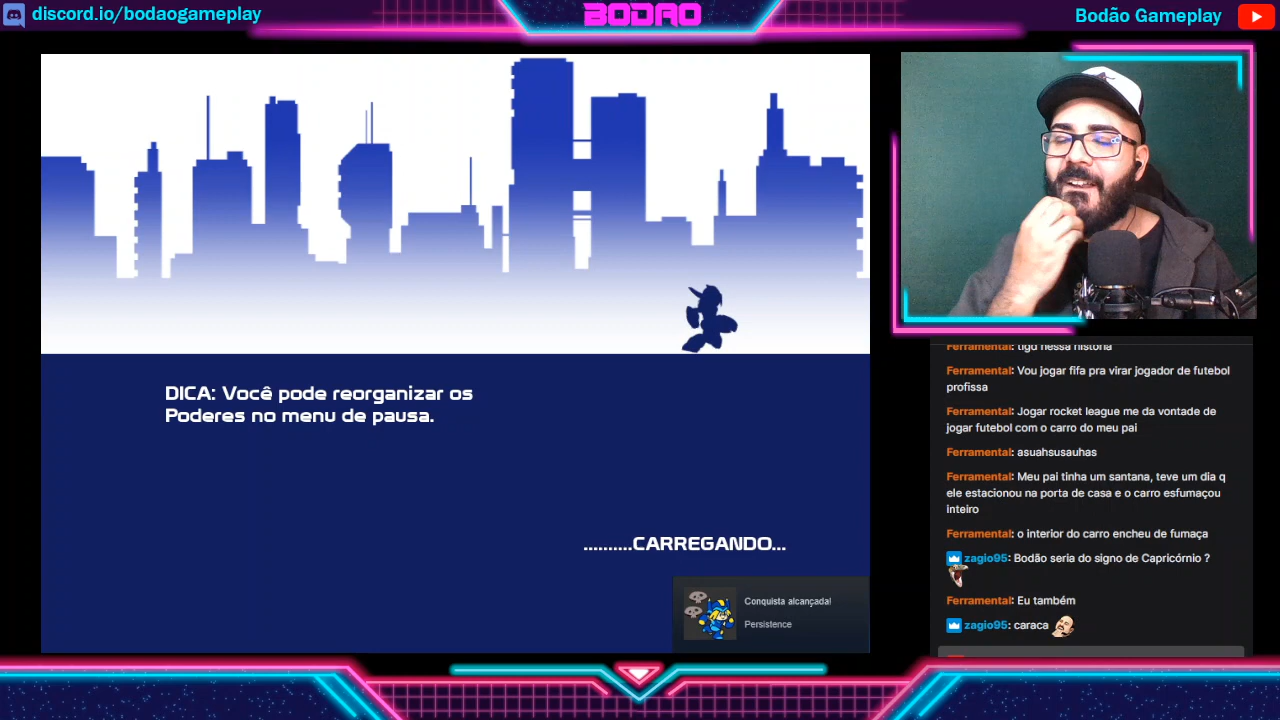 discord.io/bodaogameplay
BODAO
Bodão Gameplay
DICA: Você pode reorganizar os
Poderes no menu de pausa.
..........CARREGANDO...
Conquista alcançada!
Persistence
Ferramental: tigo nessa historia
Ferramental: Vou jogar fifa pra virar jogador de futebol
profissa
Ferramental: Jogar rocket league me da vontade de
jogar futebol com o carro do meu pai
Ferramental: asuahsusauhas
Ferramental: Meu pai tinha um santana, teve um dia q
ele estacionou na porta de casa e o carro esfumaçou
inteiro
Ferramental: o interior do carro encheu de fumaça
zagio95: Bodão seria do signo de Capricórnio ?
Ferramental: Eu também
zagio95: caraca